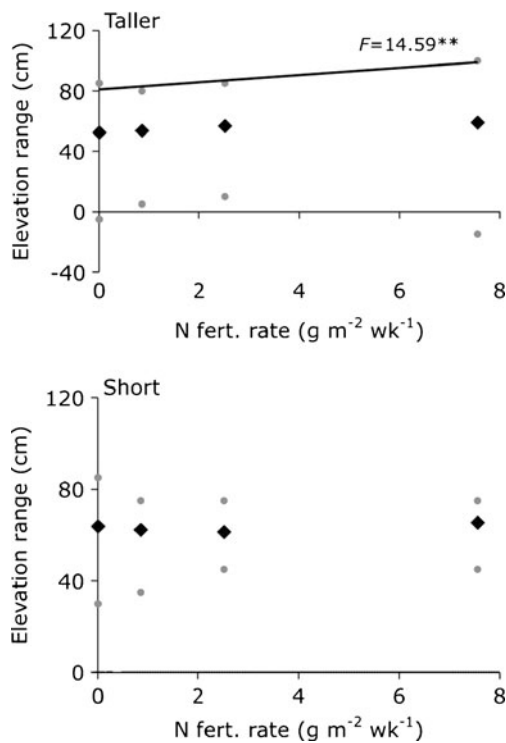 Taller
F=14.59**
120
80
40
0
-40
Elevation range (cm)
0 2 4 6 8
N fert. rate (g m⁻² wk⁻¹)
Short
120
80
40
0
Elevation range (cm)
0 2 4 6 8
N fert. rate (g m⁻² wk⁻¹)